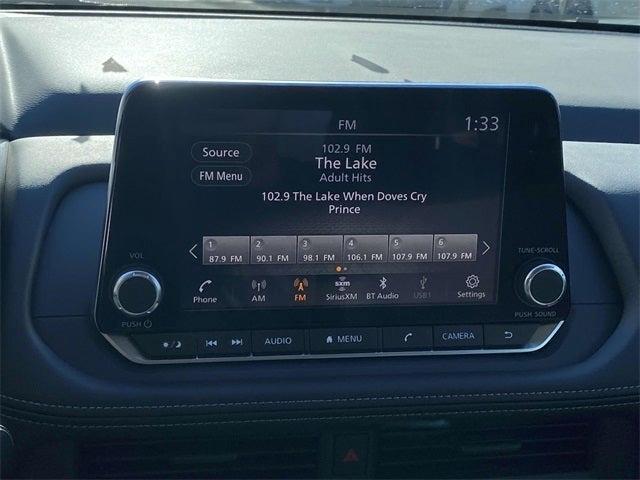 FM
1:33
Source
102.9 FM
The Lake
FM Menu
Adult Hits
102.9 The Lake When Doves Cry
Prince
1 2 3 4 5 6
87.9 FM 90.1 FM 98.1 FM 106.1 FM 107.9 FM 107.9 FM
VOL
TUNE-SCROLL
sxm
Phone AM FM SiriusXM BT Audio USB1 Settings
PUSH
PUSH SOUND
AUDIO MENU CAMERA